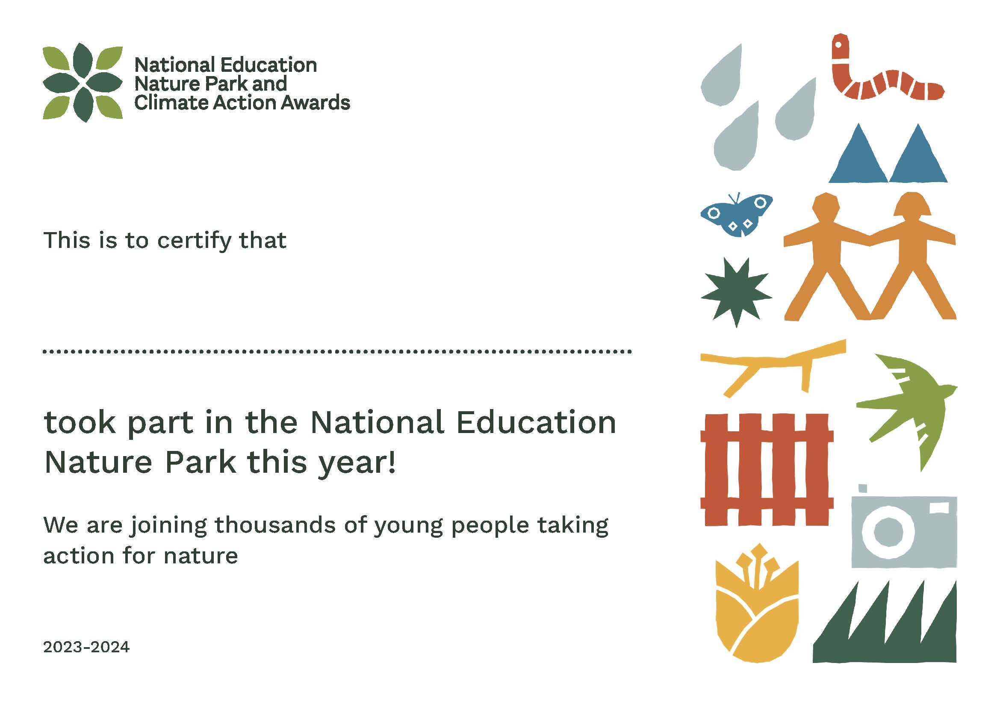 National Education
Nature Park and
Climate Action Awards
This is to certify that
took part in the National Education
Nature Park this year!
We are joining thousands of young people taking
action for nature
2023-2024